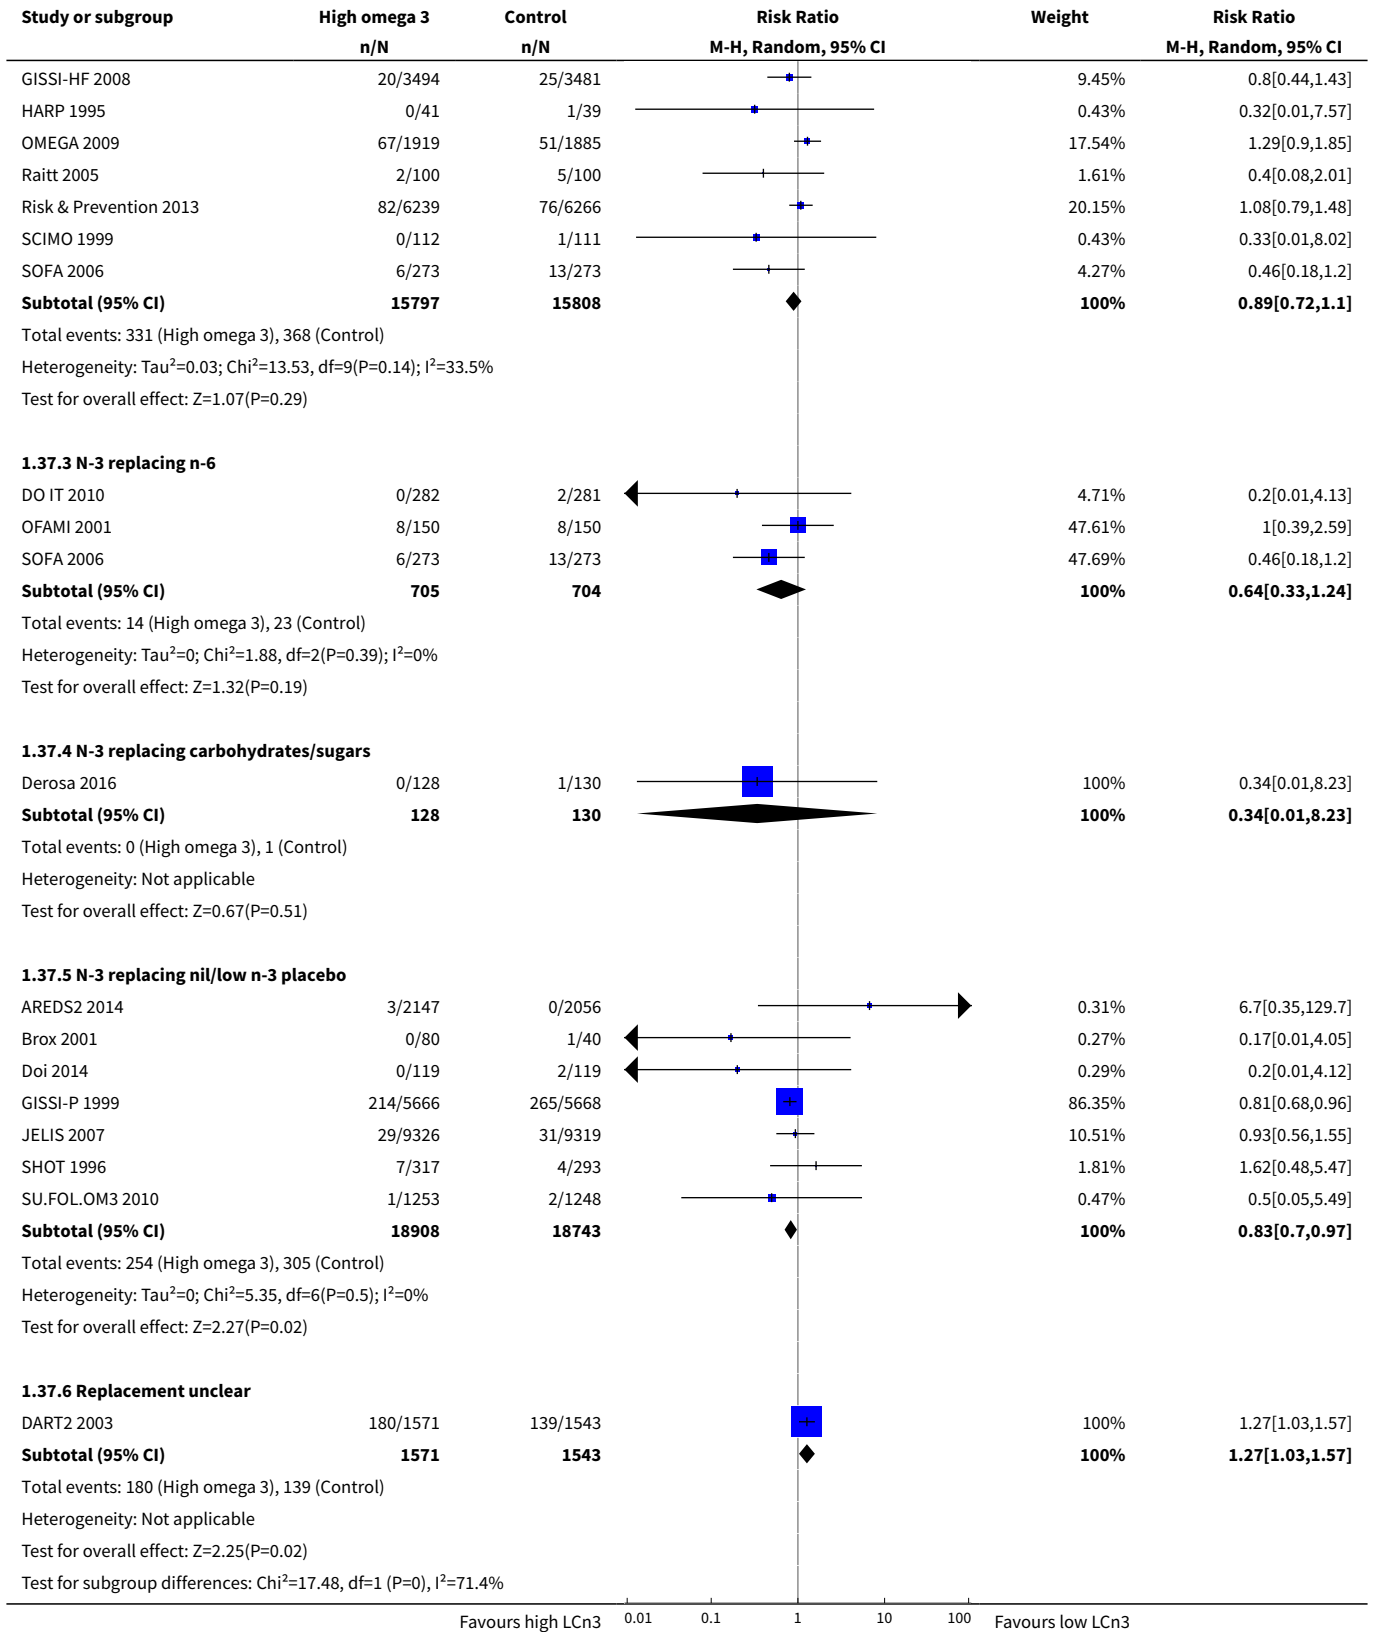 Study or subgroup High omega 3 Control Risk Ratio Weight Risk Ratio
n/N n/N M-H, Random, 95% CI M-H, Random, 95% CI
GISSI-HF 2008 20/3494 25/3481 9.45% 0.8[0.44,1.43]
HARP 1995 0/41 1/39 0.43% 0.32[0.01,7.57]
OMEGA 2009 67/1919 51/1885 17.54% 1.29[0.9,1.85]
Raitt 2005 2/100 5/100 1.61% 0.4[0.08,2.01]
Risk & Prevention 2013 82/6239 76/6266 20.15% 1.08[0.79,1.48]
SCIMO 1999 0/112 1/111 0.43% 0.33[0.01,8.02]
SOFA 2006 6/273 13/273 4.27% 0.46[0.18,1.2]
Subtotal (95% CI) 15797 15808 100% 0.89[0.72,1.1]
Total events: 331 (High omega 3), 368 (Control)
Heterogeneity: Tau²=0.03; Chi²=13.53, df=9(P=0.14); I²=33.5%
Test for overall effect: Z=1.07(P=0.29)
1.37.3 N-3 replacing n-6
DO IT 2010 0/282 2/281 4.71% 0.2[0.01,4.13]
OFAMI 2001 8/150 8/150 47.61% 1[0.39,2.59]
SOFA 2006 6/273 13/273 47.69% 0.46[0.18,1.2]
Subtotal (95% CI) 705 704 100% 0.64[0.33,1.24]
Total events: 14 (High omega 3), 23 (Control)
Heterogeneity: Tau²=0; Chi²=1.88, df=2(P=0.39); I²=0%
Test for overall effect: Z=1.32(P=0.19)
1.37.4 N-3 replacing carbohydrates/sugars
Derosa 2016 0/128 1/130 100% 0.34[0.01,8.23]
Subtotal (95% CI) 128 130 100% 0.34[0.01,8.23]
Total events: 0 (High omega 3), 1 (Control)
Heterogeneity: Not applicable
Test for overall effect: Z=0.67(P=0.51)
1.37.5 N-3 replacing nil/low n-3 placebo
AREDS2 2014 3/2147 0/2056 0.31% 6.7[0.35,129.7]
Brox 2001 0/80 1/40 0.27% 0.17[0.01,4.05]
Doi 2014 0/119 2/119 0.29% 0.2[0.01,4.12]
GISSI-P 1999 214/5666 265/5668 86.35% 0.81[0.68,0.96]
JELIS 2007 29/9326 31/9319 10.51% 0.93[0.56,1.55]
SHOT 1996 7/317 4/293 1.81% 1.62[0.48,5.47]
SU.FOL.OM3 2010 1/1253 2/1248 0.47% 0.5[0.05,5.49]
Subtotal (95% CI) 18908 18743 100% 0.83[0.7,0.97]
Total events: 254 (High omega 3), 305 (Control)
Heterogeneity: Tau²=0; Chi²=5.35, df=6(P=0.5); I²=0%
Test for overall effect: Z=2.27(P=0.02)
1.37.6 Replacement unclear
DART2 2003 180/1571 139/1543 100% 1.27[1.03,1.57]
Subtotal (95% CI) 1571 1543 100% 1.27[1.03,1.57]
Total events: 180 (High omega 3), 139 (Control)
Heterogeneity: Not applicable
Test for overall effect: Z=2.25(P=0.02)
Test for subgroup differences: Chi²=17.48, df=1 (P=0), I²=71.4%
Favours high LCn3 0.01 0.1 1 10 100 Favours low LCn3